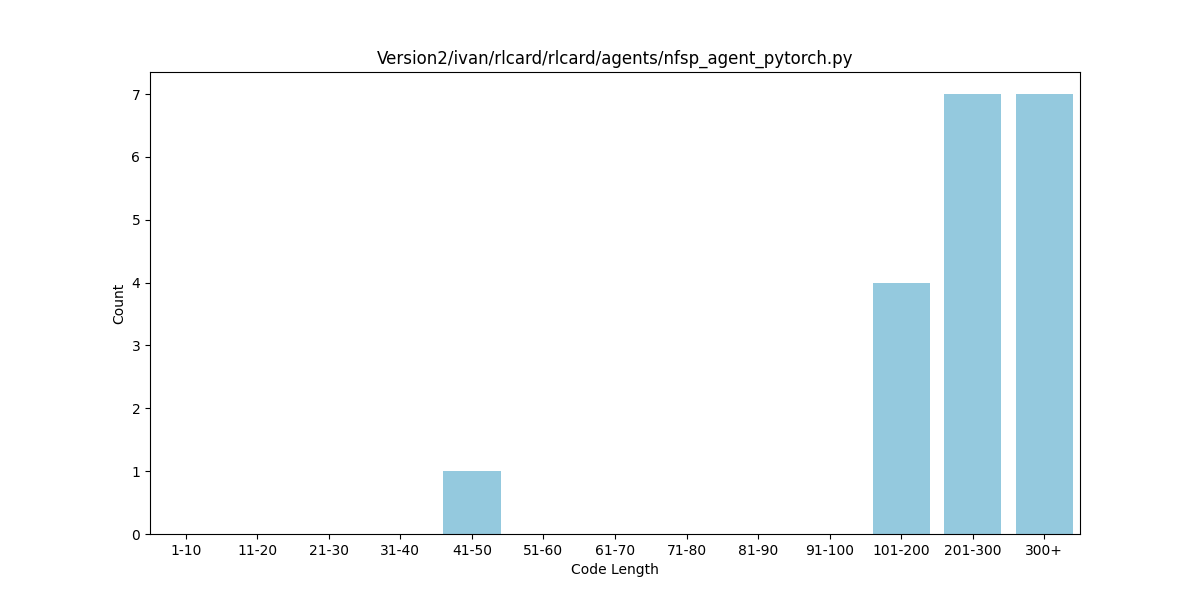 Version2/ivan/rlcard/rlcard/agents/nfsp_agent_pytorch.py
7
6
5
4
3
2
1
0
Count
1-10 11-20 21-30 31-40 41-50 51-60 61-70 71-80 81-90 91-100 101-200 201-300 300+
Code Length